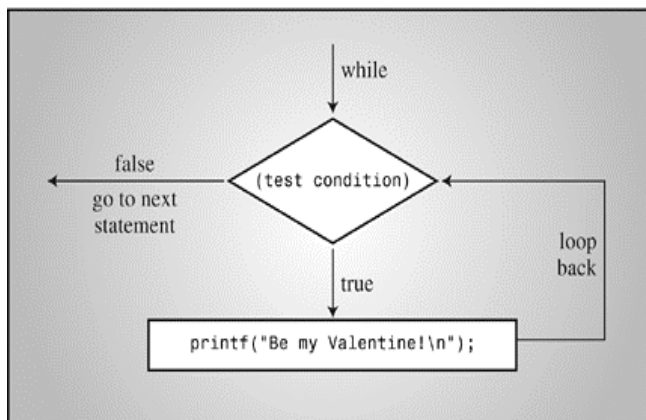 while
false
(test condition)
go to next
statement
loop
back
true
printf("Be my Valentine!\n");